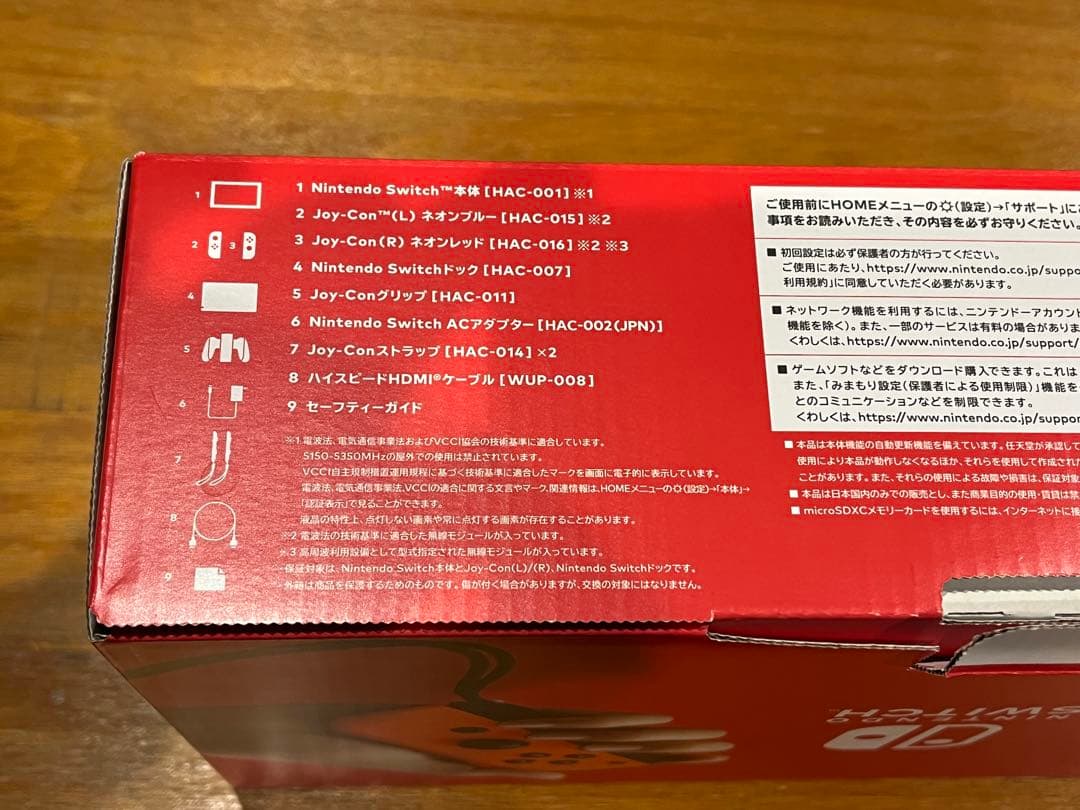 1 Nintendo Switch™本体 [HAC-001] ※1
2 Joy-Con™(L) ネオンブルー [HAC-015] ※2
3 Joy-Con(R) ネオンレッド [HAC-016] ※2 ※3
4 Nintendo Switchドック [HAC-007]
5 Joy-Conグリップ [HAC-011]
6 Nintendo Switch ACアダプター [HAC-002(JPN)]
7 Joy-Conストラップ [HAC-014] ×2
8 ハイスピードHDMI®ケーブル [WUP-008]
9 セーフティーガイド
※1 電波法、電気通信事業法およびVCCI協会の技術基準に適合しています。
5150-5350MHzの屋外での使用は禁止されています。
VCCI自主規制措置運用規程に基づく技術基準に適合したマークを画面に電子的に表示しています。
電波法、電気通信事業法、VCCIの適合に関する文言やマーク、関連情報は、HOMEメニューの(設定)→「本体」→
「認証表示」で見ることができます。
液晶の特性上、点灯しない画素や常に点灯する画素が存在することがあります。
※2 電波法の技術基準に適合した無線モジュールが入っています。
※3 高周波利用設備として型式指定された無線モジュールが入っています。
保証対象は、Nintendo Switch本体とJoy-Con(L)/(R)、Nintendo Switchドックです。
外箱は商品を保護するためのものです。傷が付く場合がありますが、交換の対象にはなりません。
1
2
3
4
5
6
7
8
9
ご使用前にHOMEメニューの(設定)→「サポート」に
事項をお読みいただき、その内容を必ずお守りください。
■ 初回設定は必ず保護者の方が行ってください。
ご使用にあたり、https://www.nintendo.co.jp/suppo
利用規約」に同意していただく必要があります。
■ ネットワーク機能を利用するには、ニンテンドーアカウント
機能を除く)。また、一部のサービスは有料の場合がありま
くわしくは、https://www.nintendo.co.jp/support/
■ ゲームソフトなどをダウンロード購入できます。これは
また、「みまもり設定(保護者による使用制限)」機能を
とのコミュニケーションなどを制限できます。
くわしくは、https://www.nintendo.co.jp/suppor
■ 本品は本体機能の自動更新機能を備えています。任天堂が承認して
使用により本品が動作しなくなるほか、それらを使用して作成された
ことがあります。また、それらの使用による故障や損害は、保証対象
■ 本品は日本国内のみでの販売とし、また商業目的の使用・賃貸は禁
■ microSDXCメモリーカードを使用するには、インターネットに接
NINTENDO
SWITCH